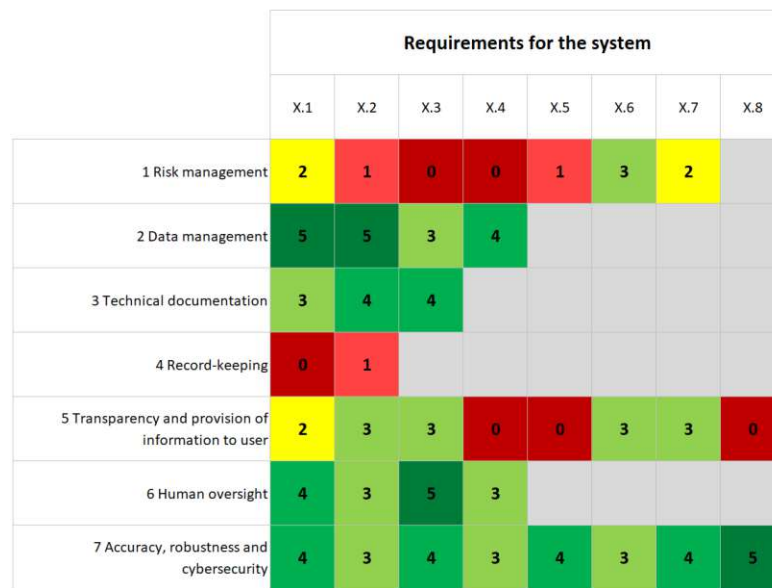 Requirements for the system
X.1 X.2 X.3 X.4 X.5 X.6 X.7 X.8
1 Risk management 2 1 0 0 1 3 2
2 Data management 5 5 3 4
3 Technical documentation 3 4 4
4 Record-keeping 0 1
5 Transparency and provision of
information to user 2 3 3 0 0 3 3 0
6 Human oversight 4 3 5 3
7 Accuracy, robustness and
cybersecurity 4 3 4 3 4 3 4 5